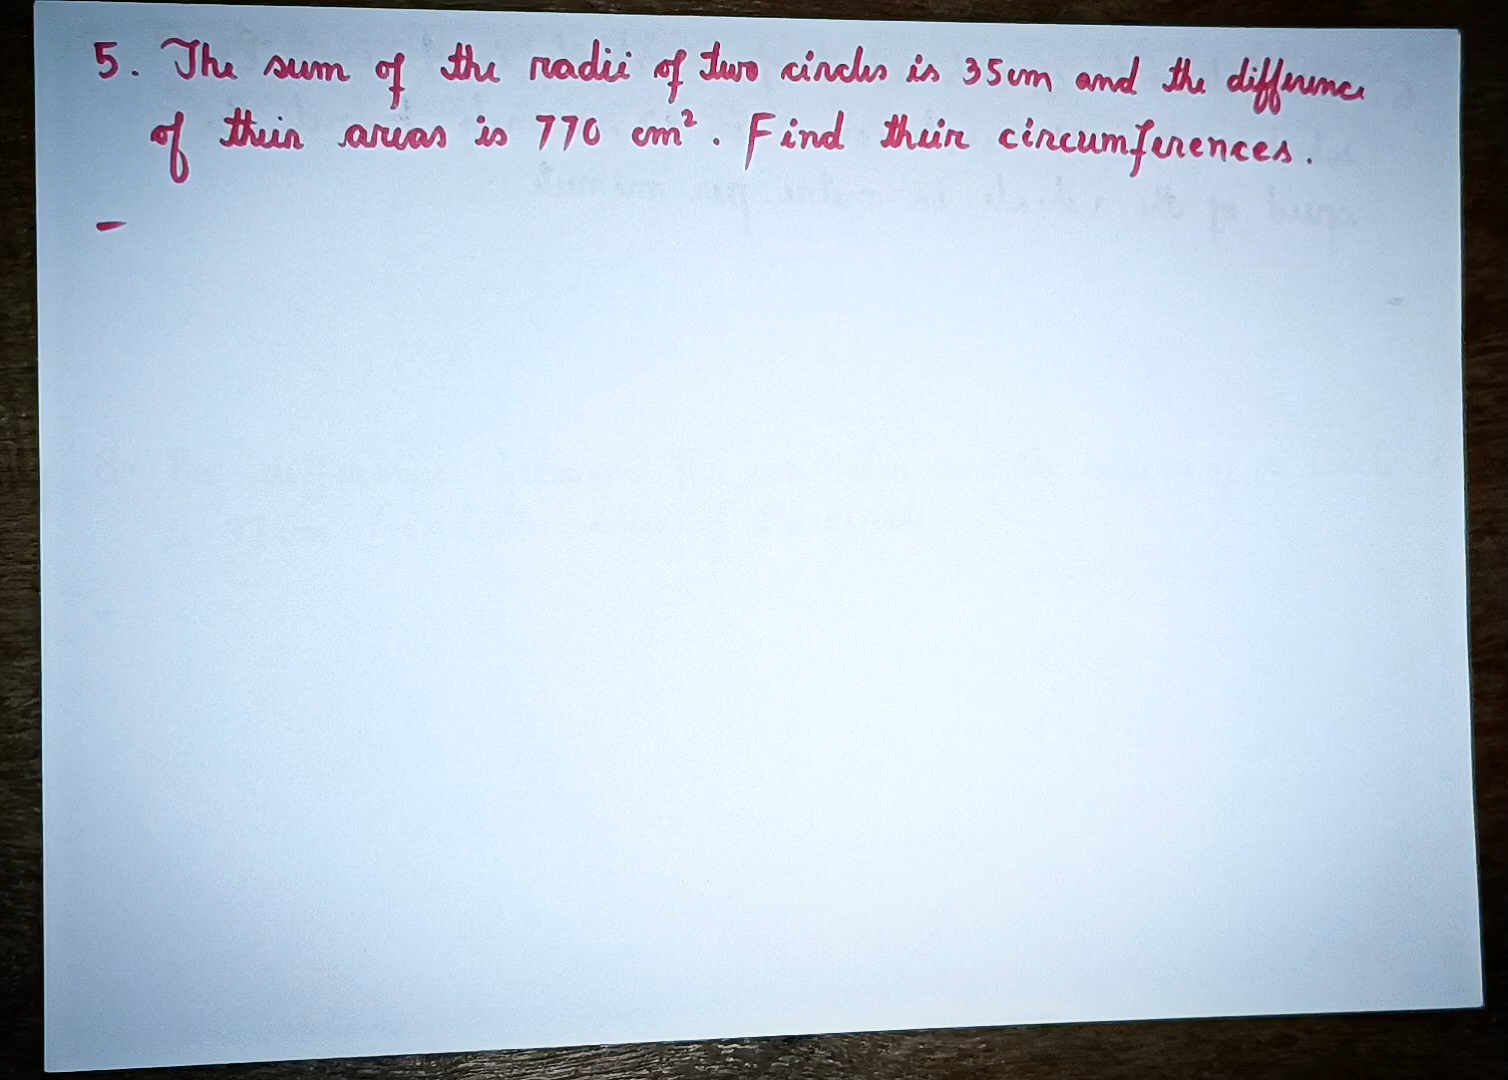 5. The sum of the radii of two circles is 35cm and the difference
of their areas is 770 cm². Find their circumferences.
-